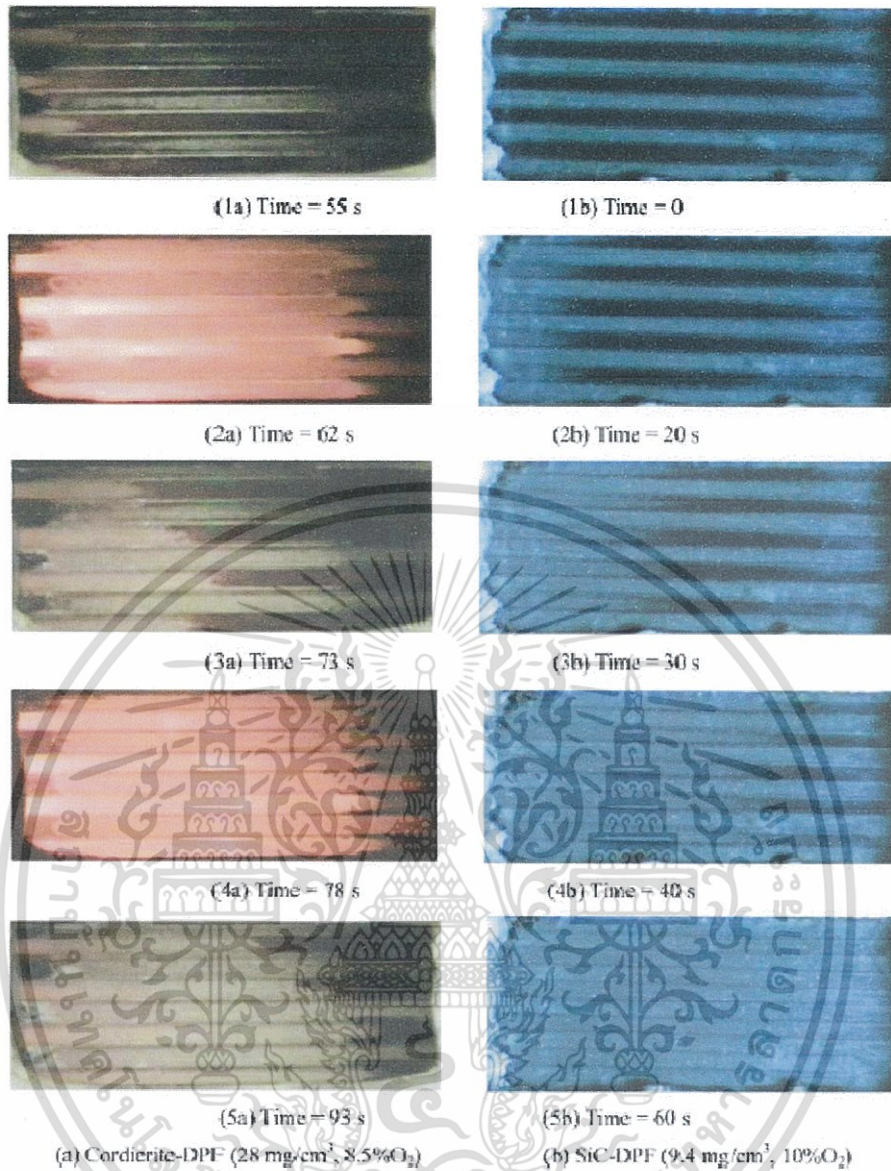 (1a) Time = 55 s
(1b) Time = 0
(2a) Time = 62 s
(2b) Time = 20 s
(3a) Time = 73 s
(3b) Time = 30 s
(4a) Time = 78 s
(4b) Time = 40 s
(5a) Time = 93 s
(5b) Time = 60 s
(a) Cordierite-DPF (28 mg/cm³, 8.5%O₂)
(b) SiC-DPF (9.4 mg/cm³, 10%O₂)